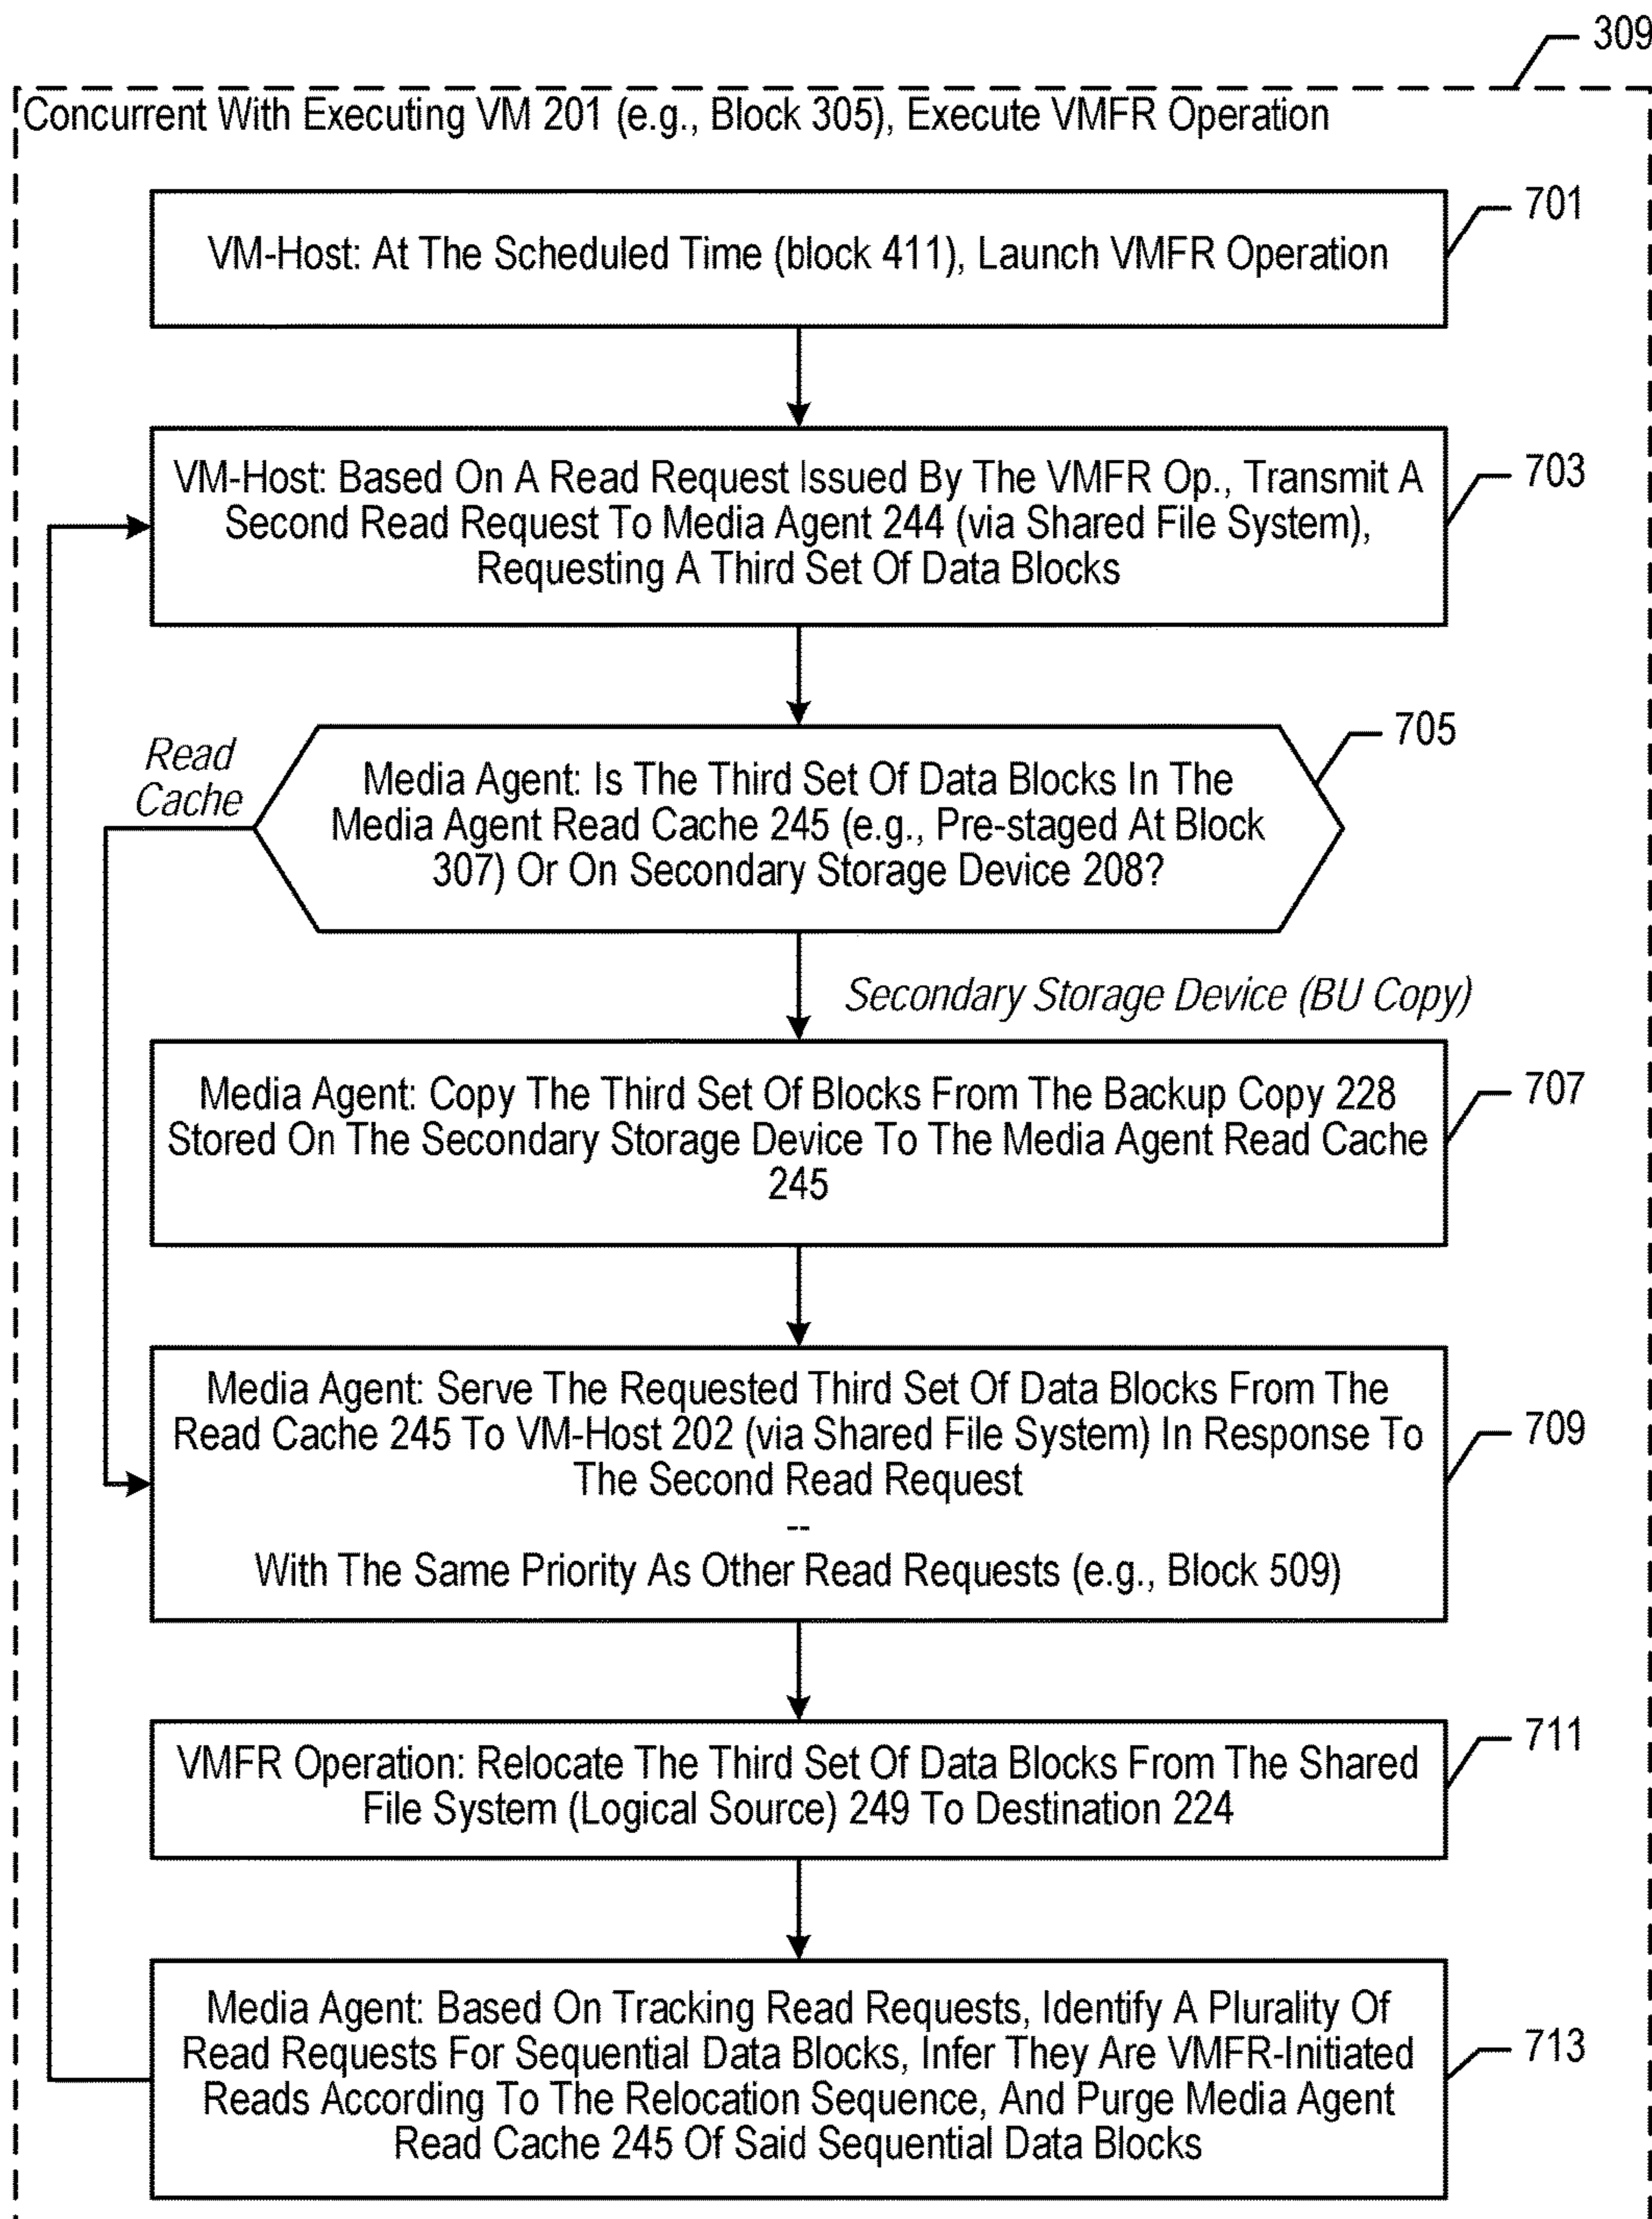 309
Concurrent With Executing VM 201 (e.g., Block 305), Execute VMFR Operation
701
VM-Host: At The Scheduled Time (block 411), Launch VMFR Operation
703
VM-Host: Based On A Read Request Issued By The VMFR Op., Transmit A
Second Read Request To Media Agent 244 (via Shared File System),
Requesting A Third Set Of Data Blocks
705
Read
Cache
Media Agent: Is The Third Set Of Data Blocks In The
Media Agent Read Cache 245 (e.g., Pre-staged At Block
307) Or On Secondary Storage Device 208?
Secondary Storage Device (BU Copy)
707
Media Agent: Copy The Third Set Of Blocks From The Backup Copy 228
Stored On The Secondary Storage Device To The Media Agent Read Cache
245
709
Media Agent: Serve The Requested Third Set Of Data Blocks From The
Read Cache 245 To VM-Host 202 (via Shared File System) In Response To
The Second Read Request
--
With The Same Priority As Other Read Requests (e.g., Block 509)
711
VMFR Operation: Relocate The Third Set Of Data Blocks From The Shared
File System (Logical Source) 249 To Destination 224
713
Media Agent: Based On Tracking Read Requests, Identify A Plurality Of
Read Requests For Sequential Data Blocks, Infer They Are VMFR-Initiated
Reads According To The Relocation Sequence, And Purge Media Agent
Read Cache 245 Of Said Sequential Data Blocks